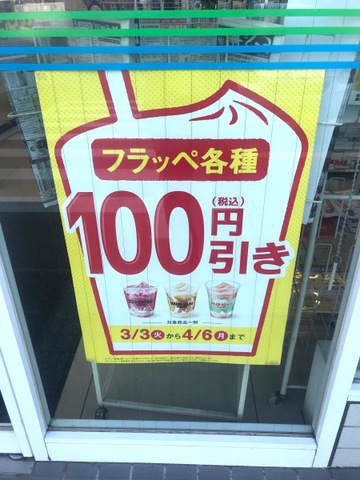 フラッペ各種
100円引き
(税込)
対象商品一例
3/3火から4/6月まで